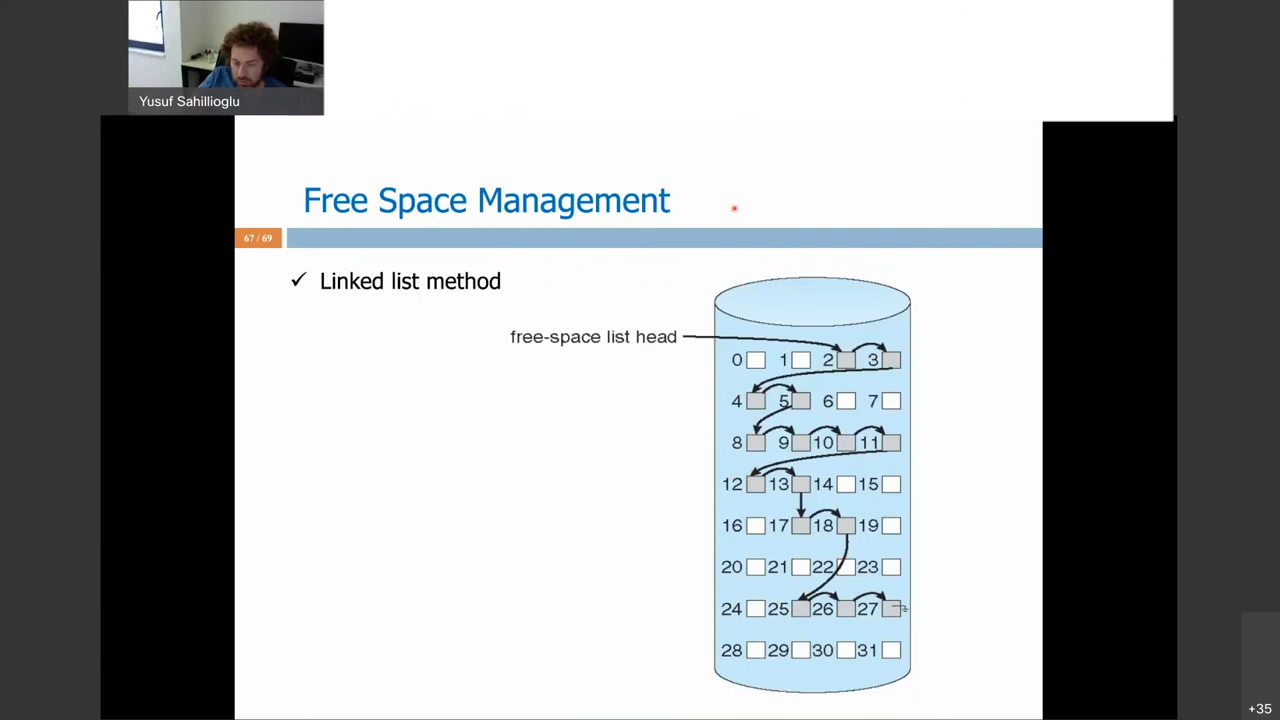 Yusuf Sahillioglu
Free Space Management
67 / 69
✓ Linked list method
free-space list head
0 1 2 3
4 5 6 7
8 9 10 11
12 13 14 15
16 17 18 19
20 21 22 23
24 25 26 27
28 29 30 31
+35